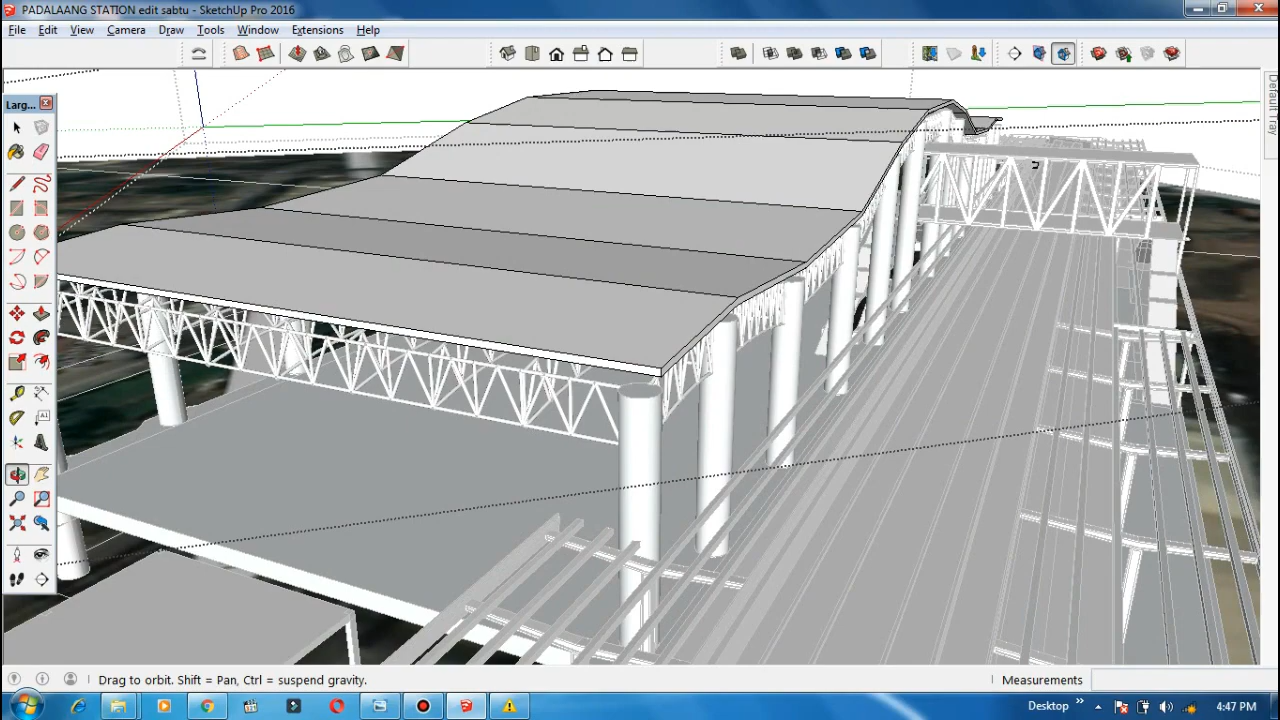 PADALAANG STATION edit sabtu - SketchUp Pro 2016
File Edit View Camera Draw Tools Window Extensions Help
Larg...
Default Tray
A1
Drag to orbit. Shift = Pan, Ctrl = suspend gravity.
Measurements
Desktop
4:47 PM